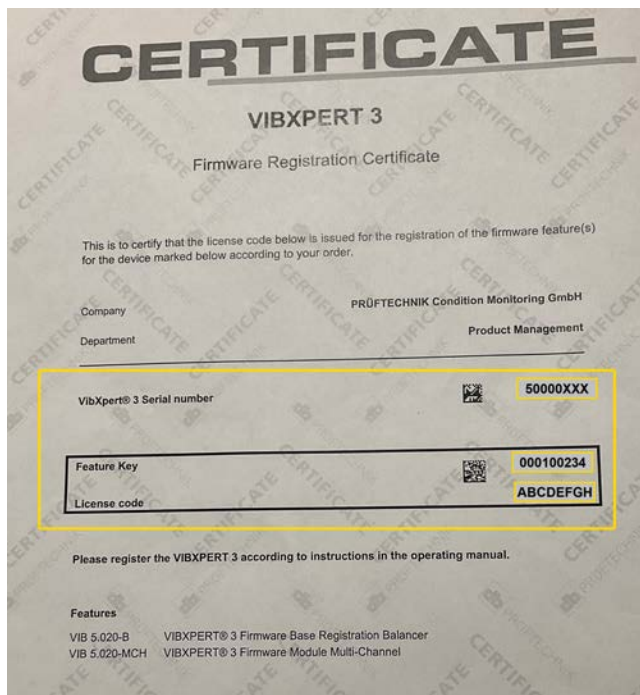 CERTIFICATE
VIBXPERT 3
Firmware Registration Certificate
This is to certify that the license code below is issued for the registration of the firmware feature(s)
for the device marked below according to your order.
Company PRÜFTECHNIK Condition Monitoring GmbH
Department Product Management
VibXpert® 3 Serial number 50000XXX
Feature Key 000100234
License code ABCDEFGH
Please register the VIBXPERT 3 according to instructions in the operating manual.
Features
VIB 5.020-B VIBXPERT® 3 Firmware Base Registration Balancer
VIB 5.020-MCH VIBXPERT® 3 Firmware Module Multi-Channel